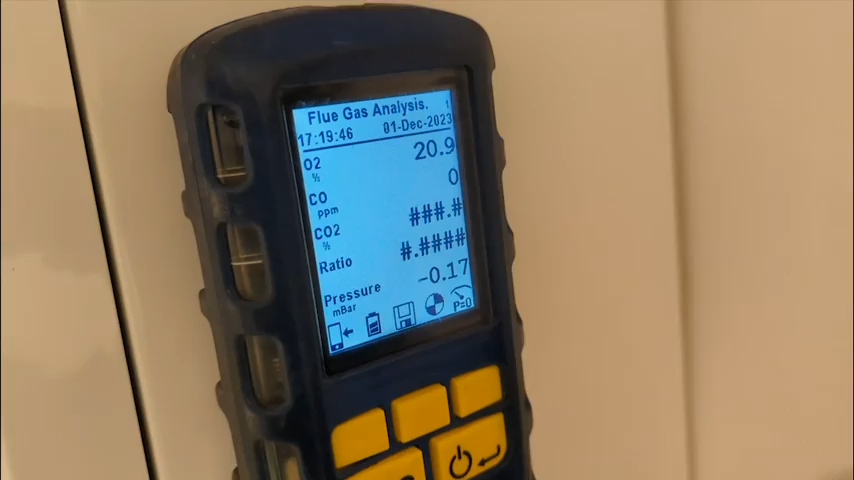 Flue Gas Analysis. 1
17:19:46 01-Dec-2023
O2 20.9
%
CO 0
ppm
CO2 ###.#
%
Ratio #.####
Pressure -0.17
mBar
P=0